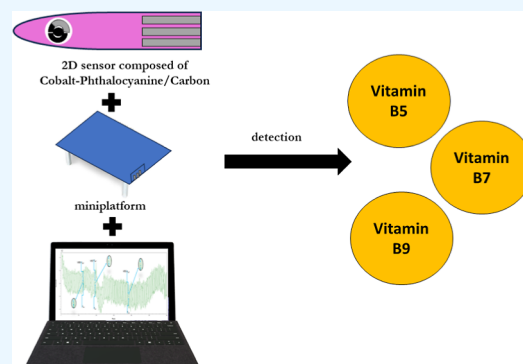 2D sensor composed of
Cobalt-Phthalocyanine/Carbon
miniplatform
detection
Vitamin
B5
Vitamin
B7
Vitamin
B9